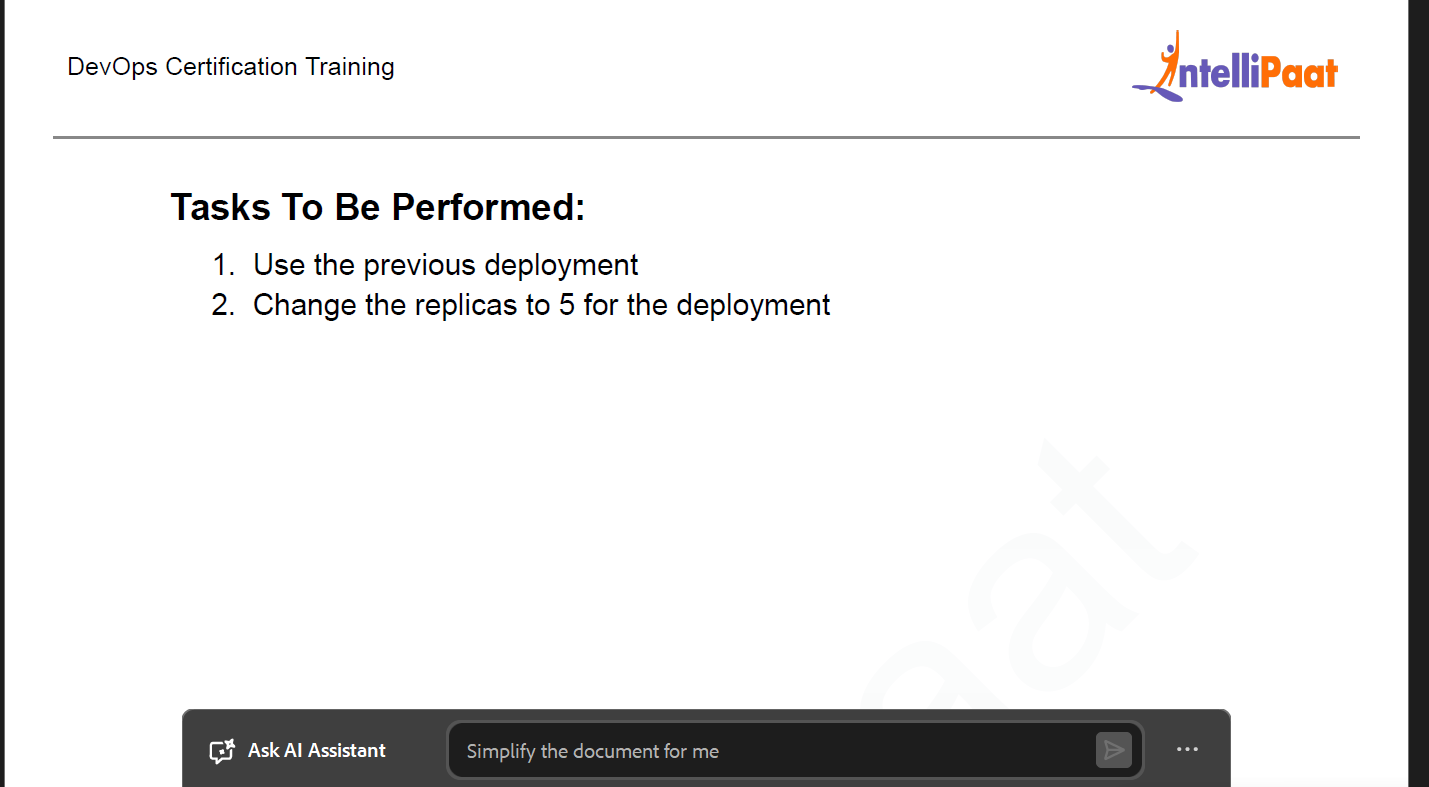 DevOps Certification Training
IntelliPaat
Tasks To Be Performed:
1. Use the previous deployment
2. Change the replicas to 5 for the deployment
aat
Ask AI Assistant
Simplify the document for me